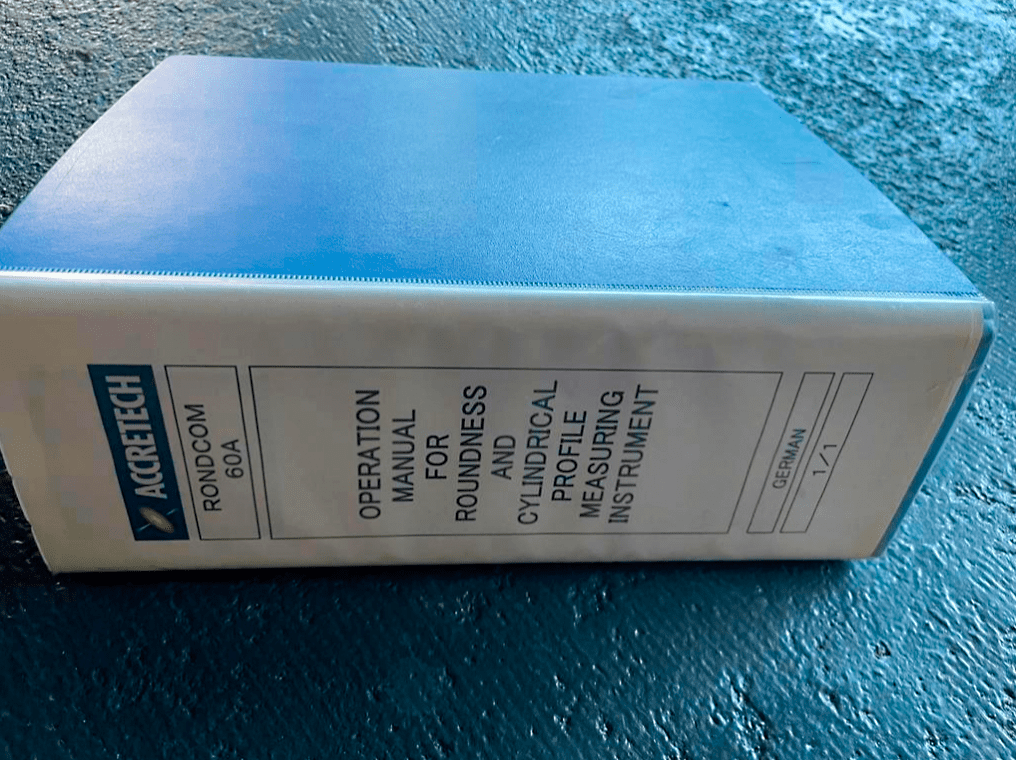 ACCRETECH
RONDCOM
60A
OPERATION
MANUAL
FOR
ROUNDNESS
AND
CYLINDRICAL
PROFILE
MEASURING
INSTRUMENT
GERMAN
1/1